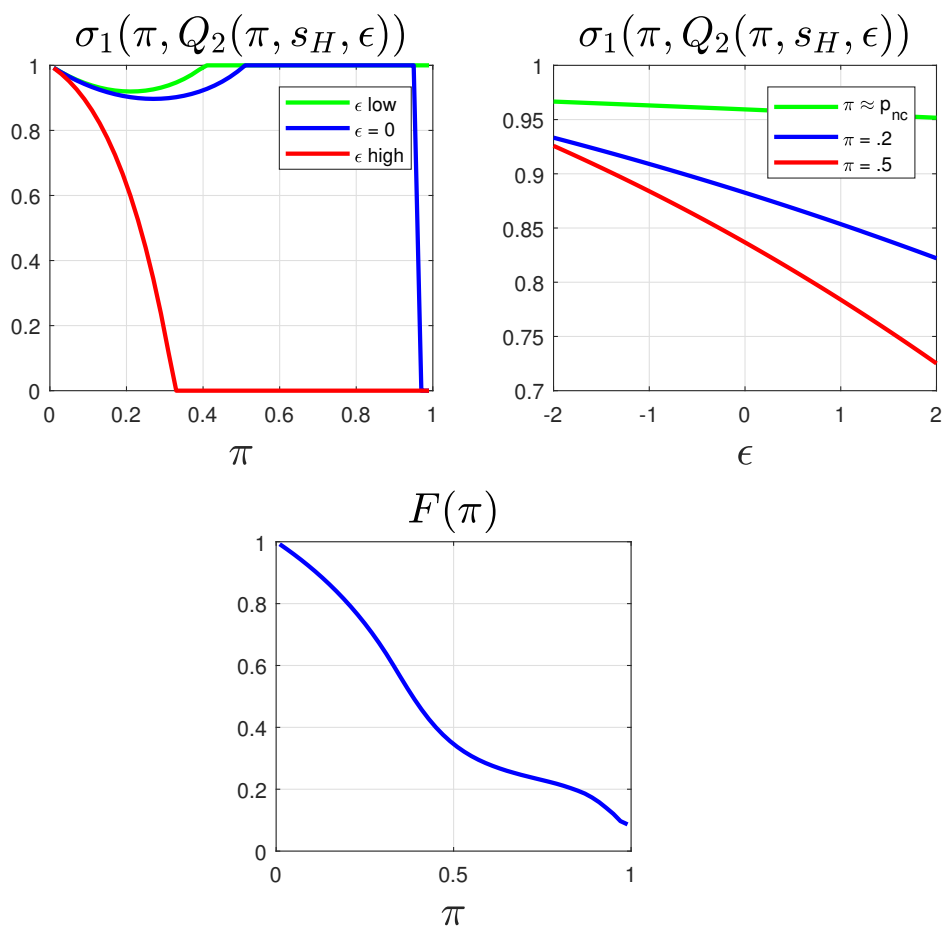 σ₁(π, Q₂(π, s_H, ϵ))
1
0.8
0.6
0.4
0.2
0
0 0.2 0.4 0.6 0.8 1
π
ϵ low
ϵ = 0
ϵ high
σ₁(π, Q₂(π, s_H, ϵ))
1
0.95
0.9
0.85
0.8
0.75
0.7
-2 -1 0 1 2
ϵ
π ≈ p_nc
π = .2
π = .5
F(π)
1
0.8
0.6
0.4
0.2
0
0 0.5 1
π